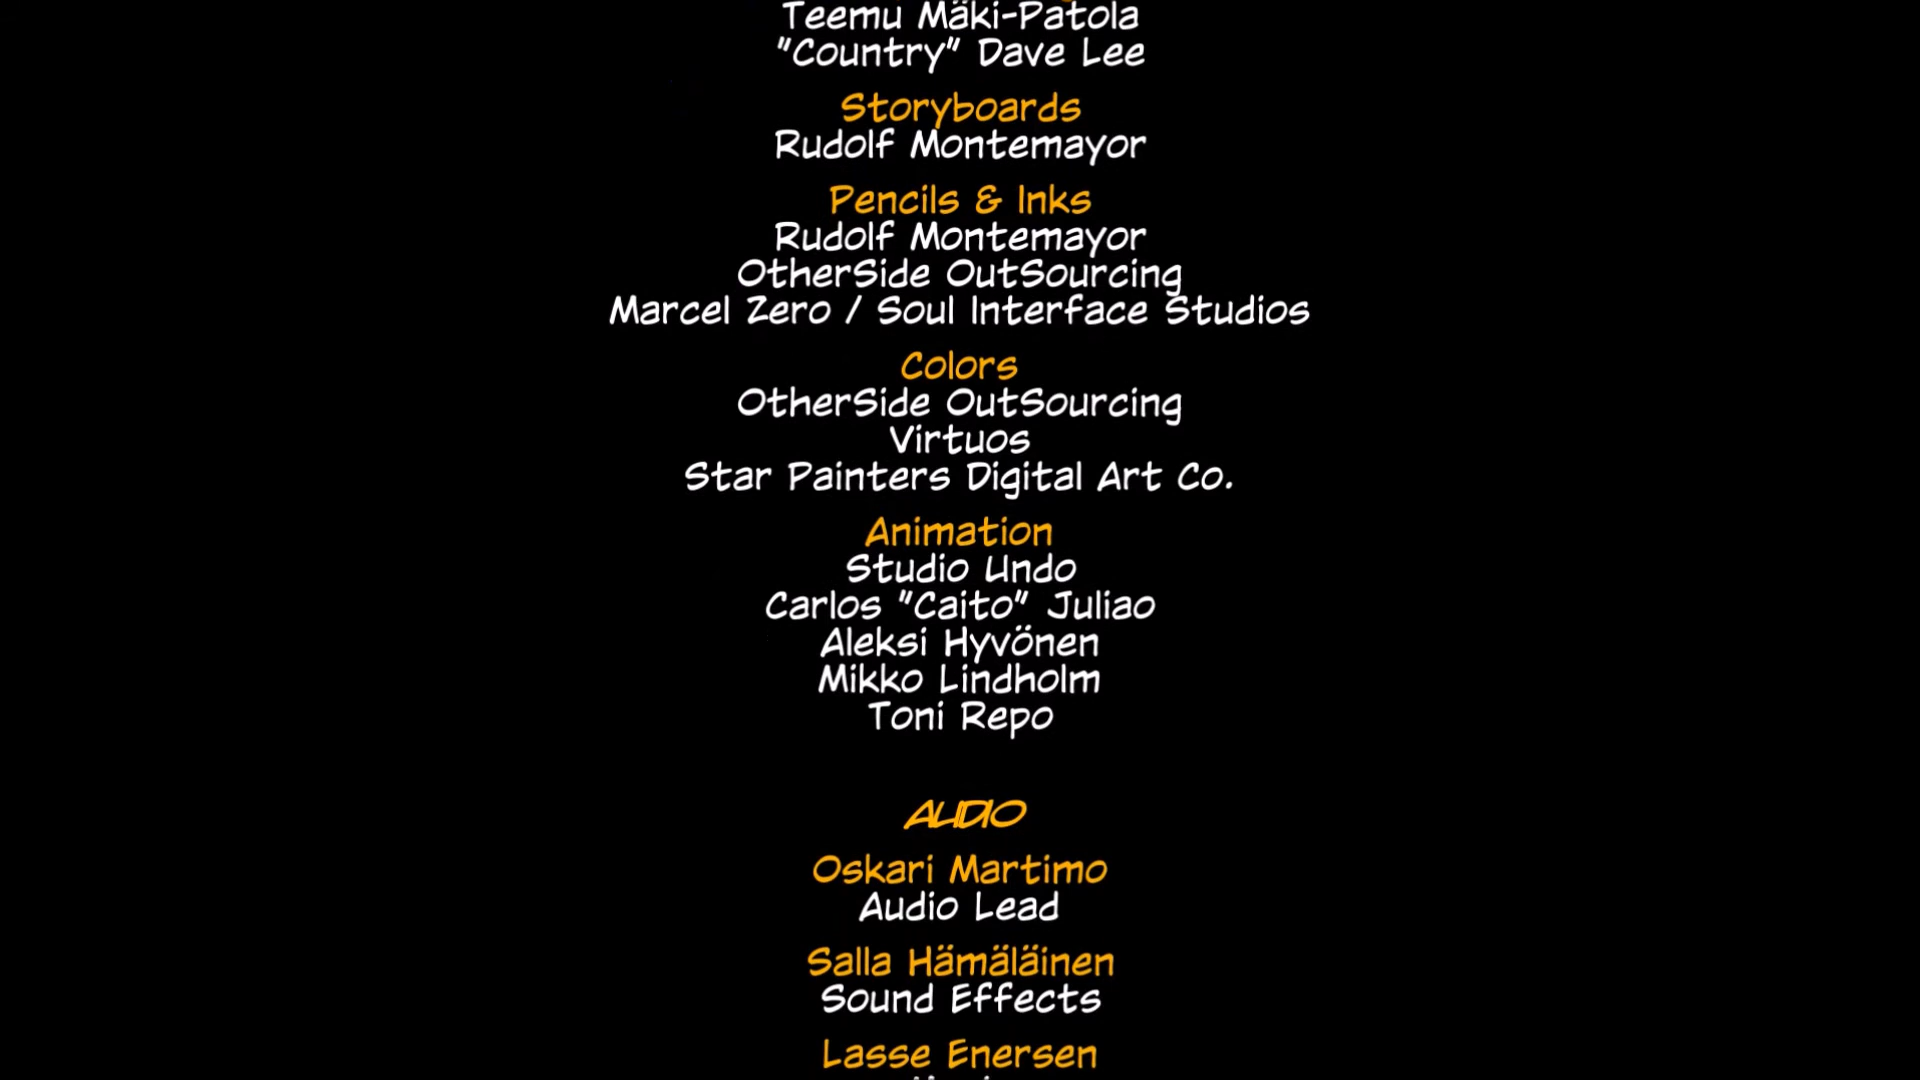 Teemu Mäki-Patola
"Country" Dave Lee
Storyboards
Rudolf Montemayor
Pencils & Inks
Rudolf Montemayor
OtherSide OutSourcing
Marcel Zero / Soul Interface Studios
Colors
OtherSide OutSourcing
Virtuos
Star Painters Digital Art Co.
Animation
Studio Undo
Carlos "Caito" Juliao
Aleksi Hyvönen
Mikko Lindholm
Toni Repo
AUDIO
Oskari Martimo
Audio Lead
Salla Hämäläinen
Sound Effects
Lasse Enersen